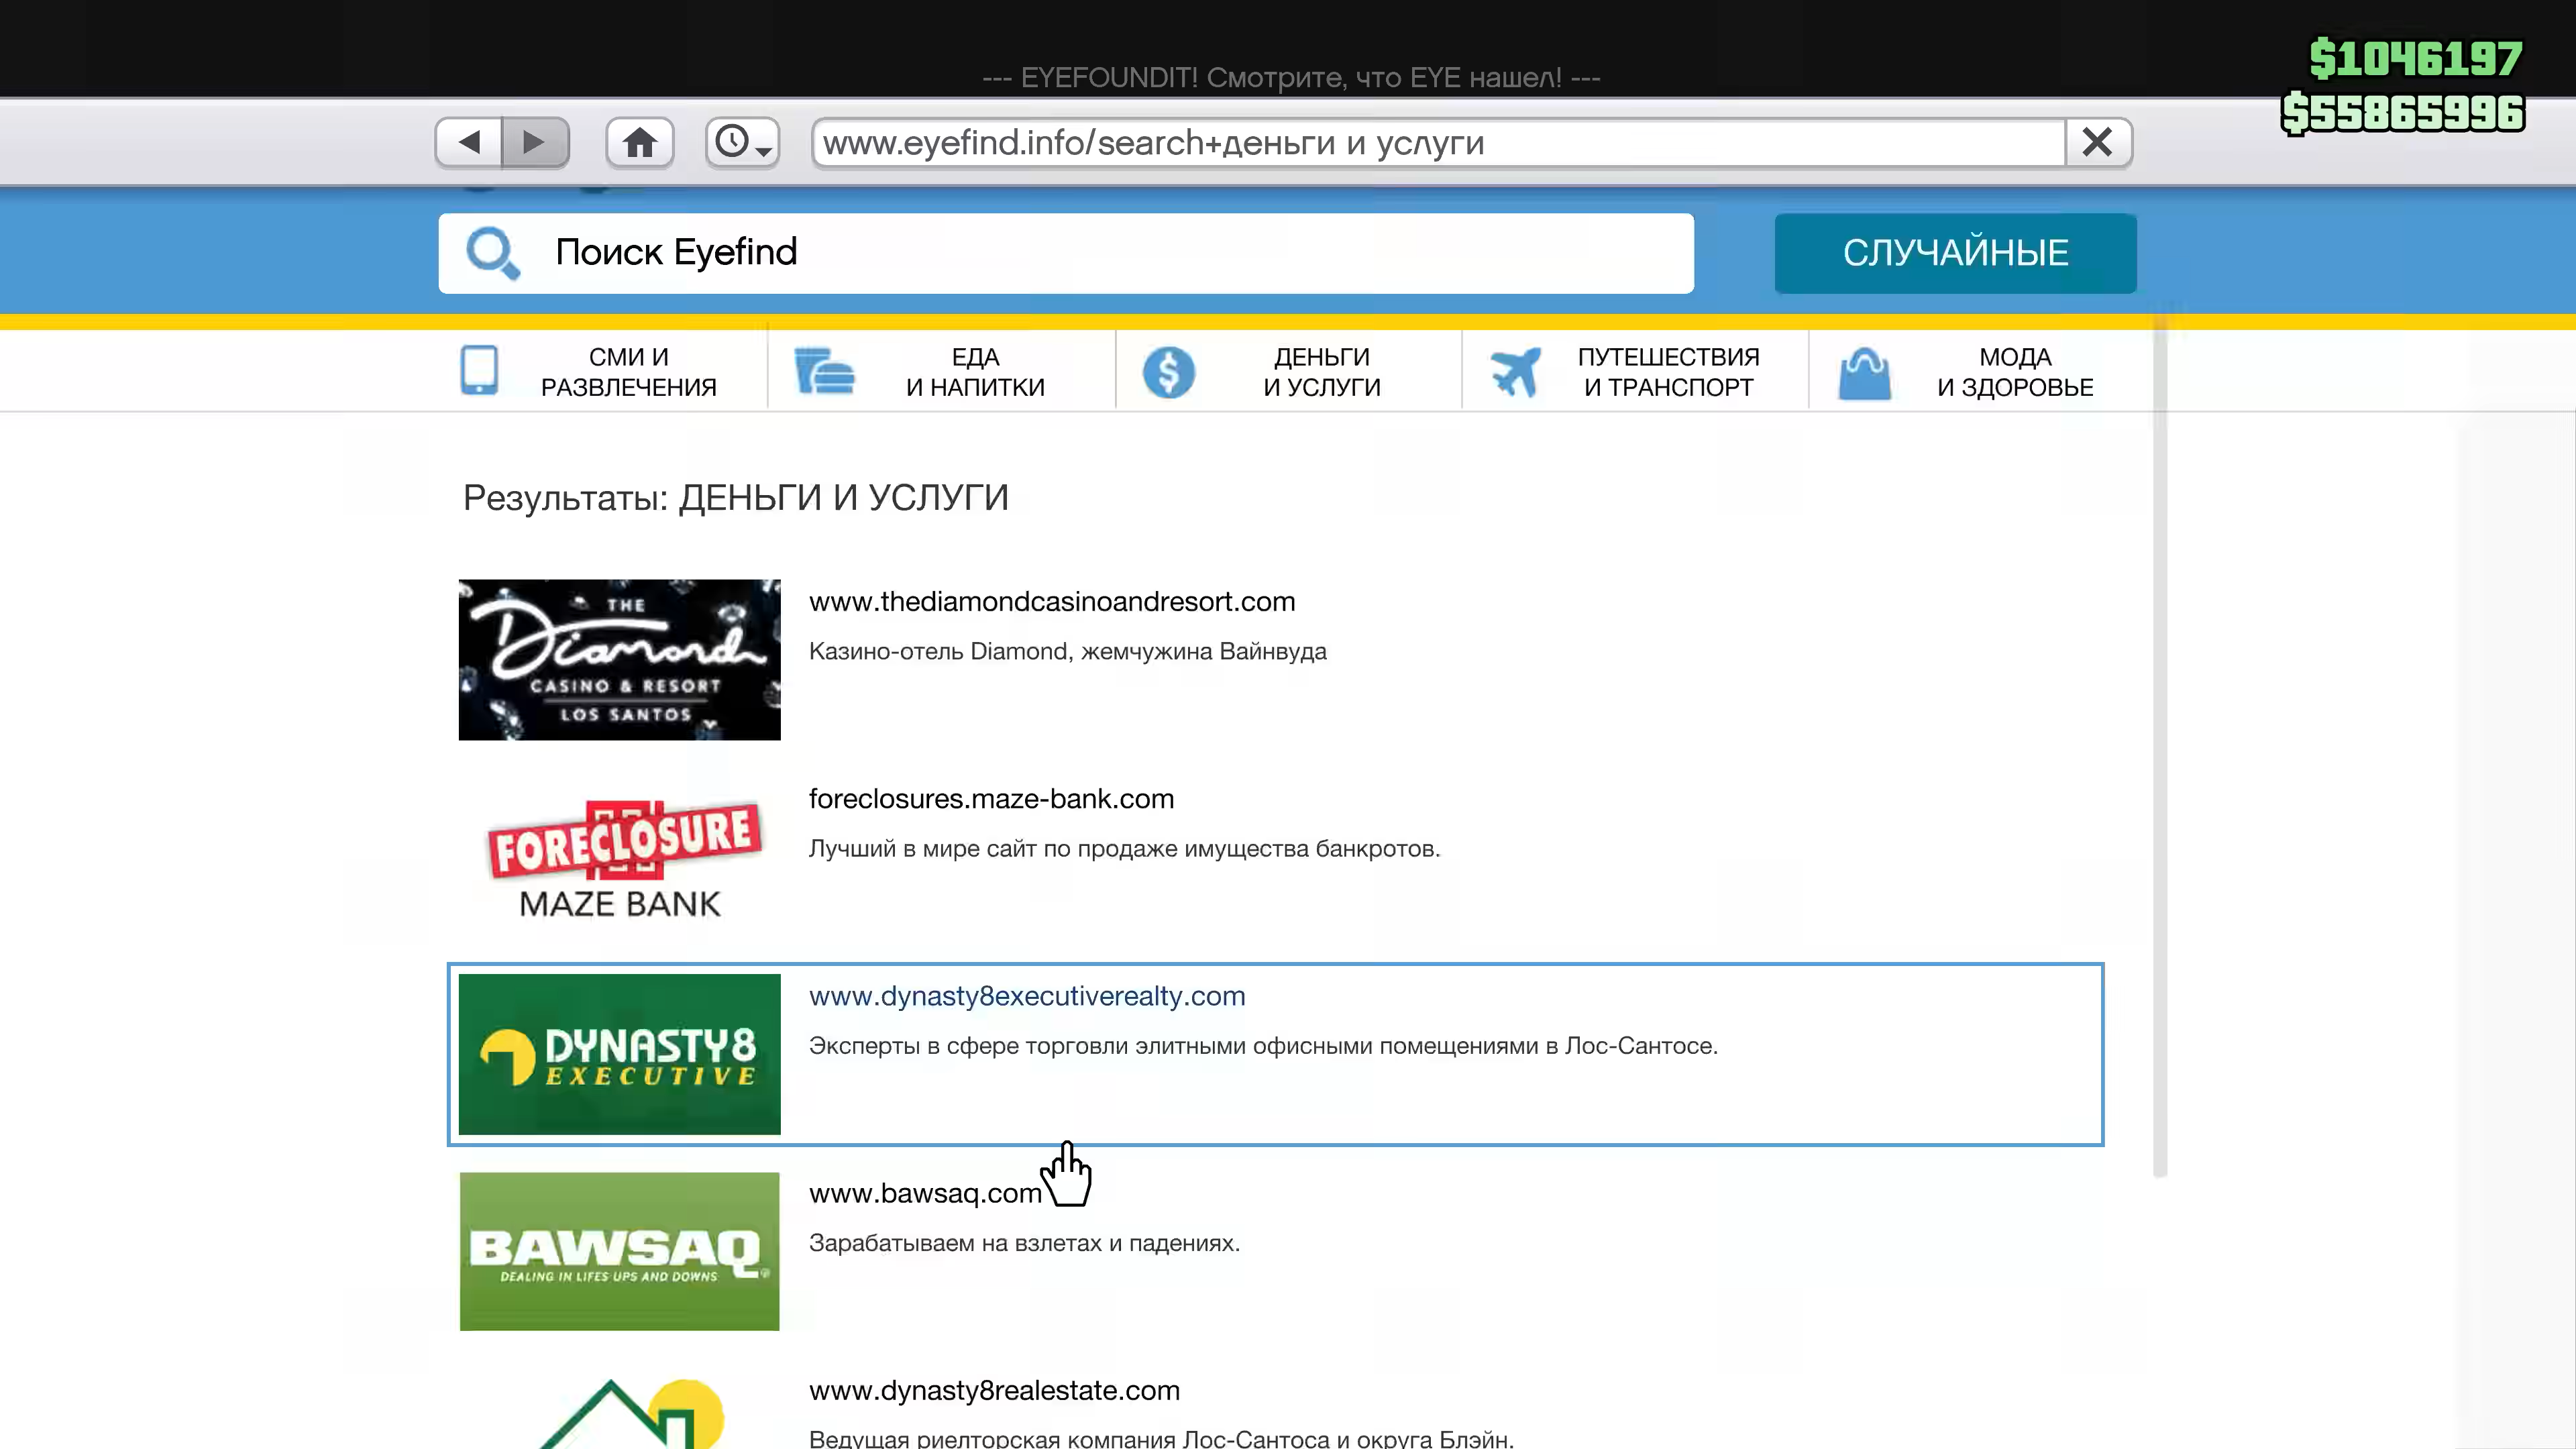 --- EYEFOUNDIT! Смотрите, что EYE нашел! ---
$1046197
$55865996
www.eyefind.info/search+деньги и услуги
Поиск Eyefind
СЛУЧАЙНЫЕ
СМИ И
РАЗВЛЕЧЕНИЯ
ЕДА
И НАПИТКИ
ДЕНЬГИ
И УСЛУГИ
ПУТЕШЕСТВИЯ
И ТРАНСПОРТ
МОДА
И ЗДОРОВЬЕ
Результаты: ДЕНЬГИ И УСЛУГИ
THE
Diamond
CASINO & RESORT
LOS SANTOS
www.thediamondcasinoandresort.com
Казино-отель Diamond, жемчужина Вайнвуда
FORECLOSURE
MAZE BANK
foreclosures.maze-bank.com
Лучший в мире сайт по продаже имущества банкротов.
DYNASTY8
EXECUTIVE
www.dynasty8executiverealty.com
Эксперты в сфере торговли элитными офисными помещениями в Лос-Сантосе.
BAWSAQ
DEALING IN LIFES UPS AND DOWNS
www.bawsaq.com
Зарабатываем на взлетах и падениях.
www.dynasty8realestate.com
Ведущая риелторская компания Лос-Сантоса и округа Блэйн.